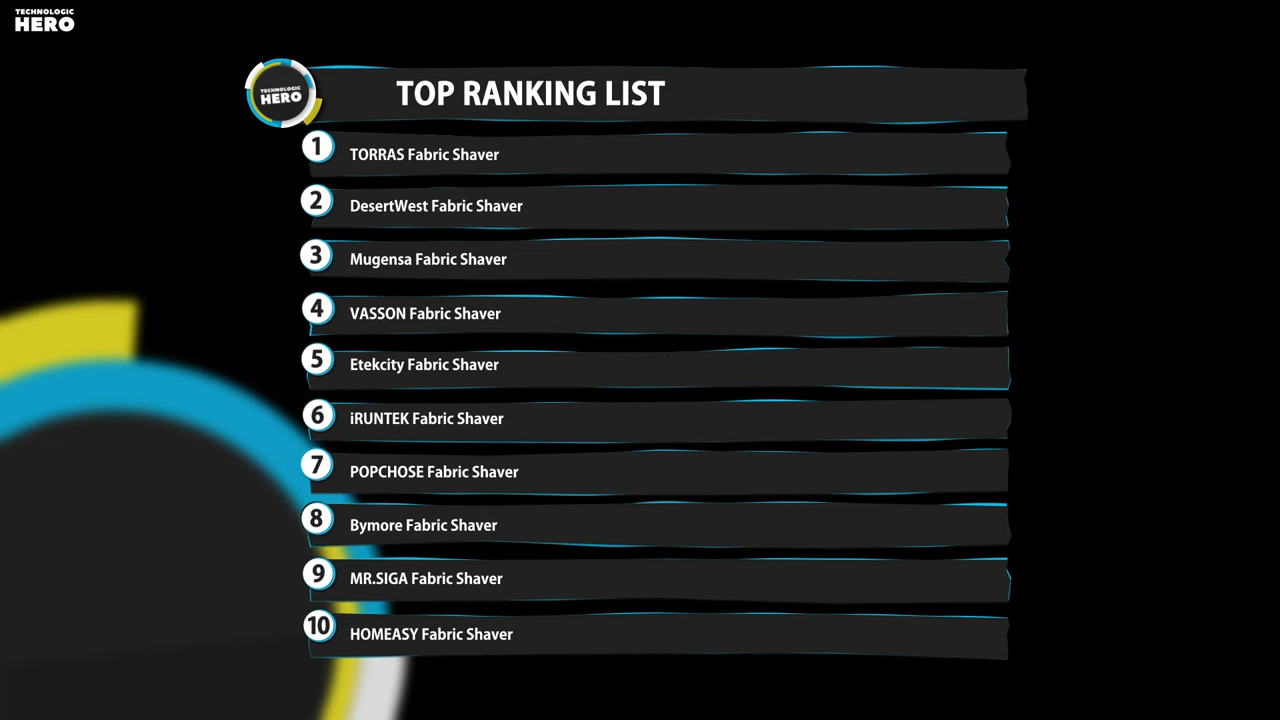 TECHNOLOGIC
HERO
TECHNOLOGIC
HERO
TOP RANKING LIST
1
TORRAS Fabric Shaver
2
DesertWest Fabric Shaver
3
Mugensa Fabric Shaver
4
VASSON Fabric Shaver
5
Etekcity Fabric Shaver
6
iRUNTEK Fabric Shaver
7
POPCHOSE Fabric Shaver
8
Bymore Fabric Shaver
9
MR.SIGA Fabric Shaver
10
HOMEASY Fabric Shaver